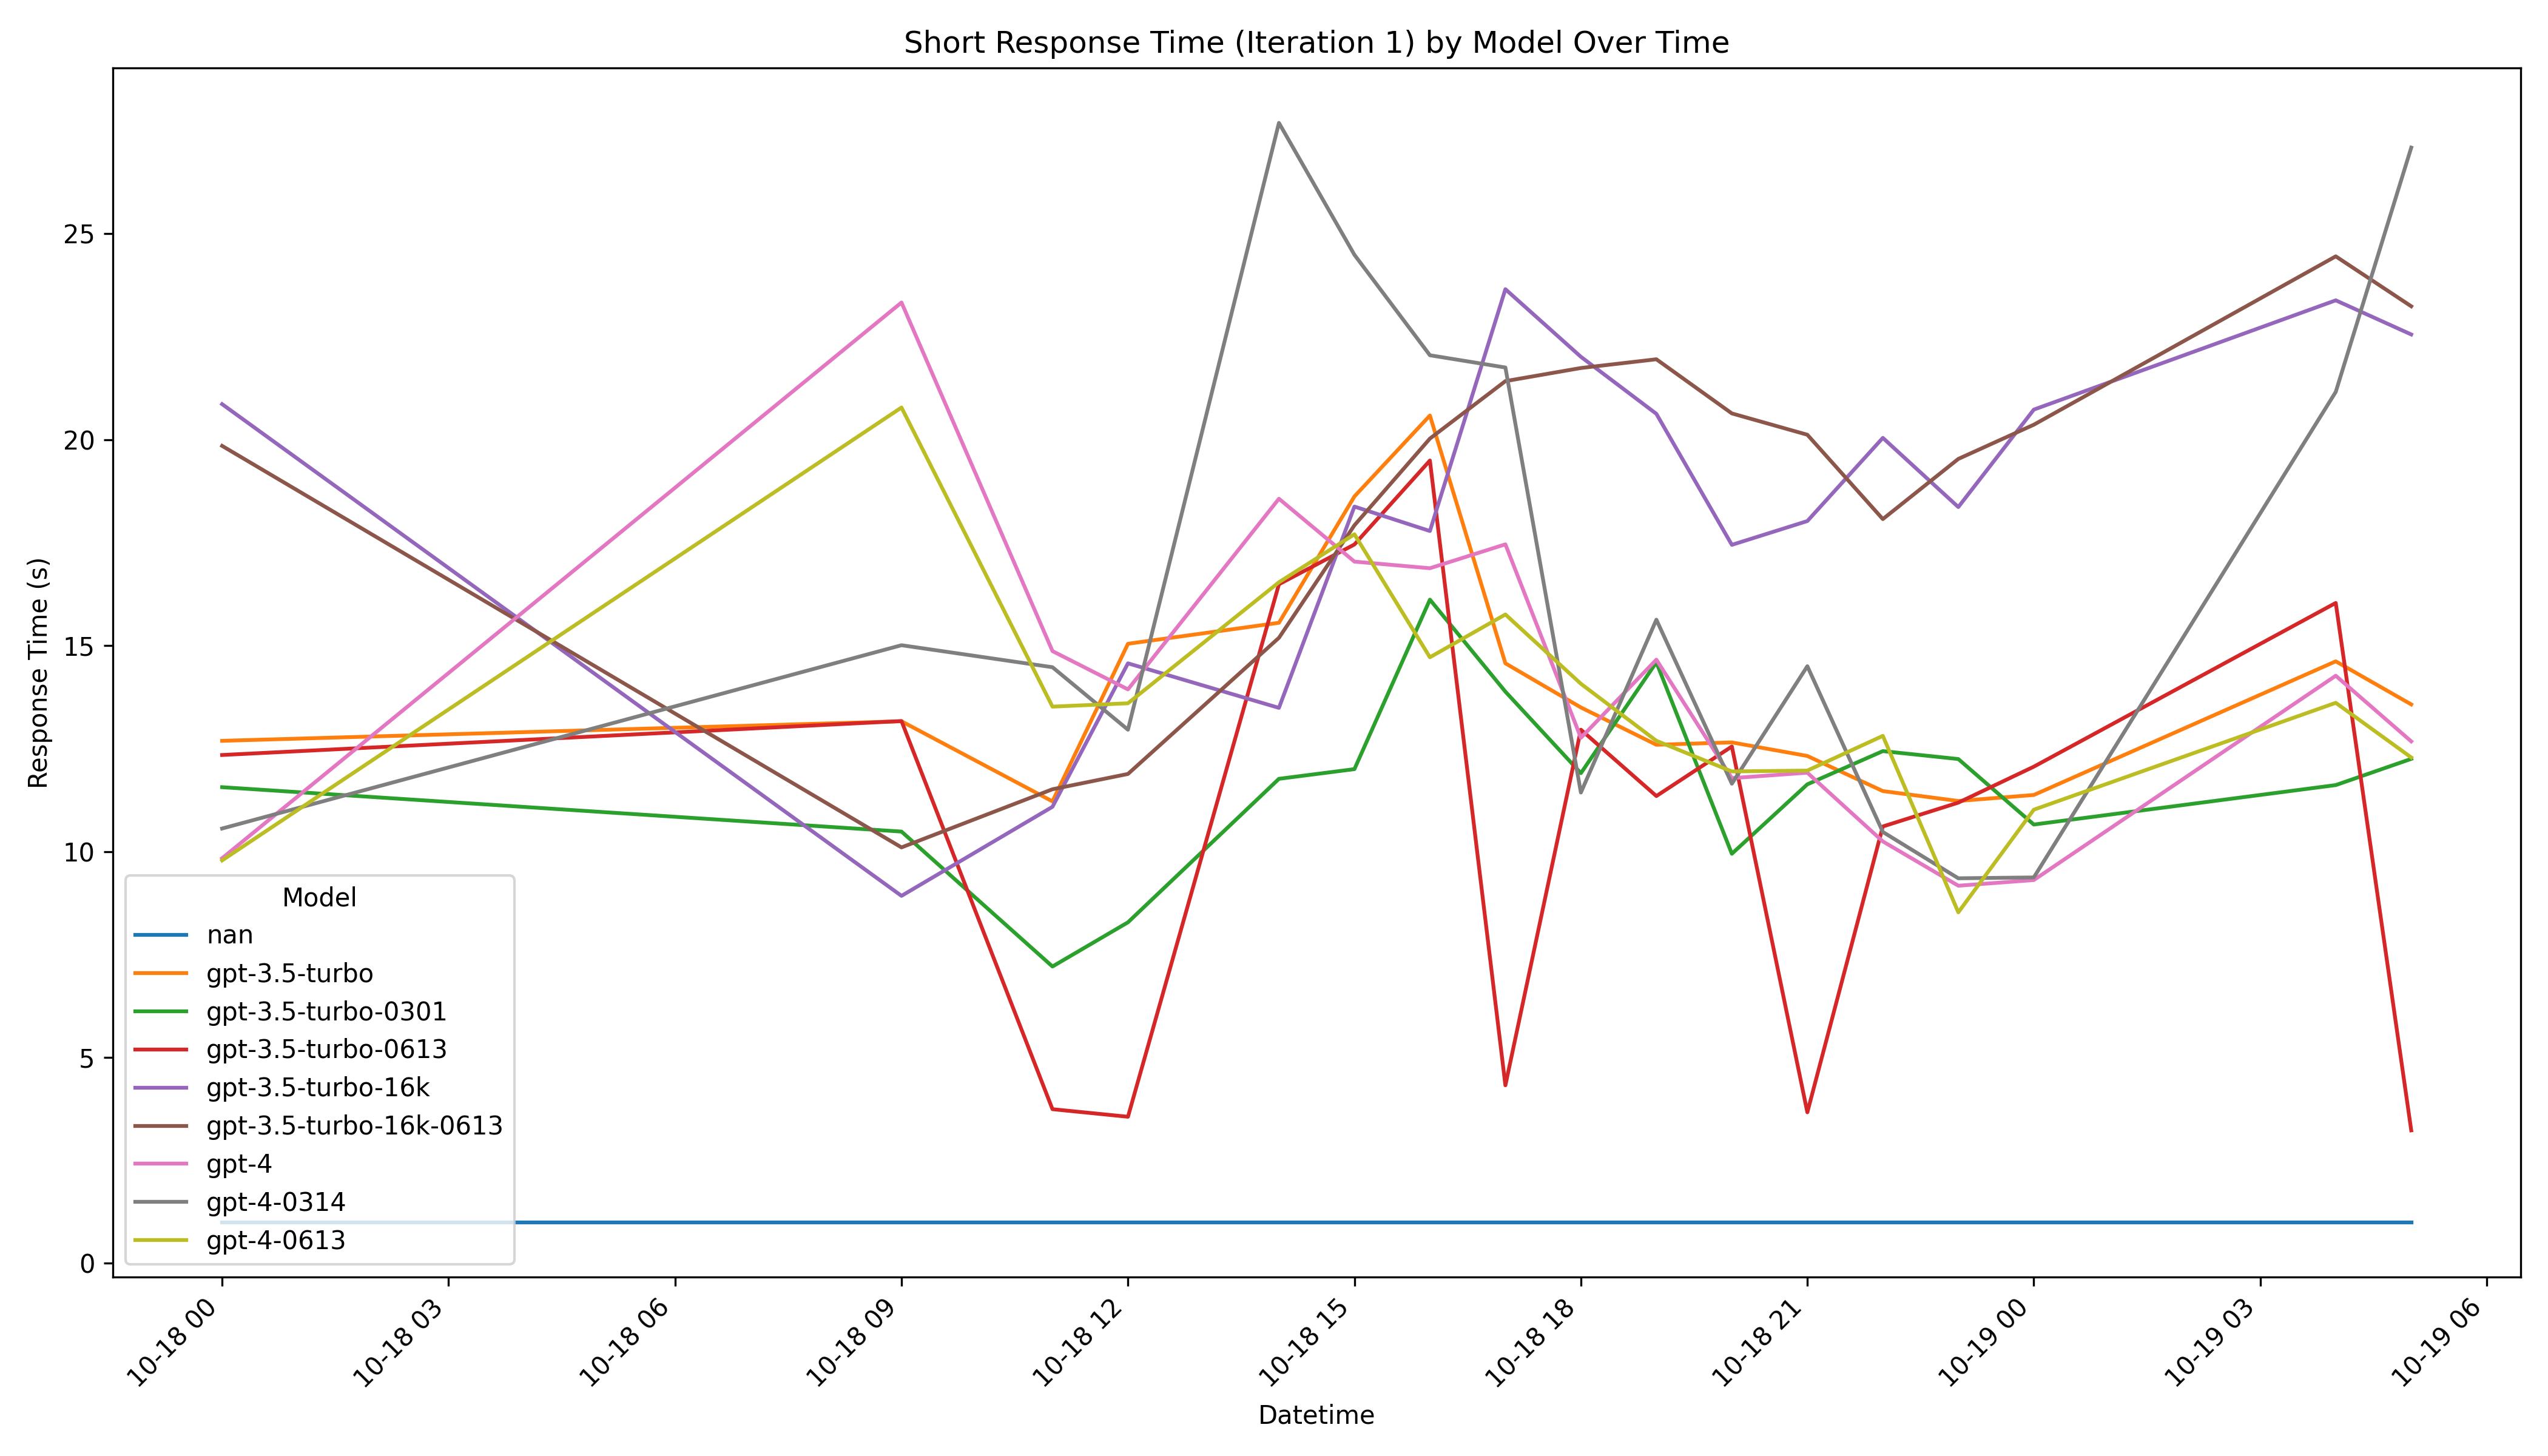 Short Response Time (Iteration 1) by Model Over Time
Response Time (s)
25
20
15
10
5
0
Model
nan
gpt-3.5-turbo
gpt-3.5-turbo-0301
gpt-3.5-turbo-0613
gpt-3.5-turbo-16k
gpt-3.5-turbo-16k-0613
gpt-4
gpt-4-0314
gpt-4-0613
10-18 00
10-18 03
10-18 06
10-18 09
10-18 12
10-18 15
10-18 18
10-18 21
10-19 00
10-19 03
10-19 06
Datetime